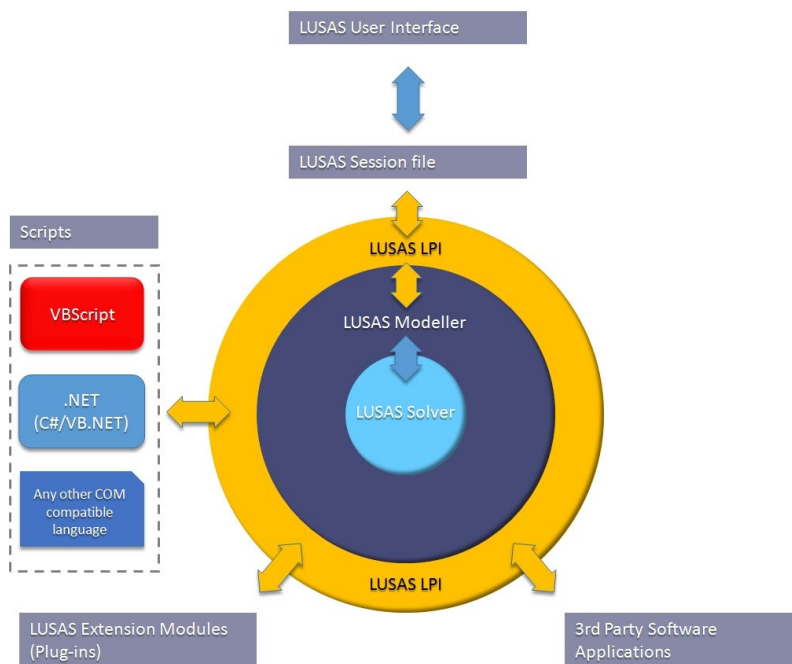 LUSAS User Interface
LUSAS Session file
Scripts
LUSAS LPI
VBScript
LUSAS Modeller
.NET
(C#/VB.NET)
LUSAS Solver
Any other COM
compatible
language
LUSAS LPI
LUSAS Extension Modules
(Plug-ins)
3rd Party Software
Applications